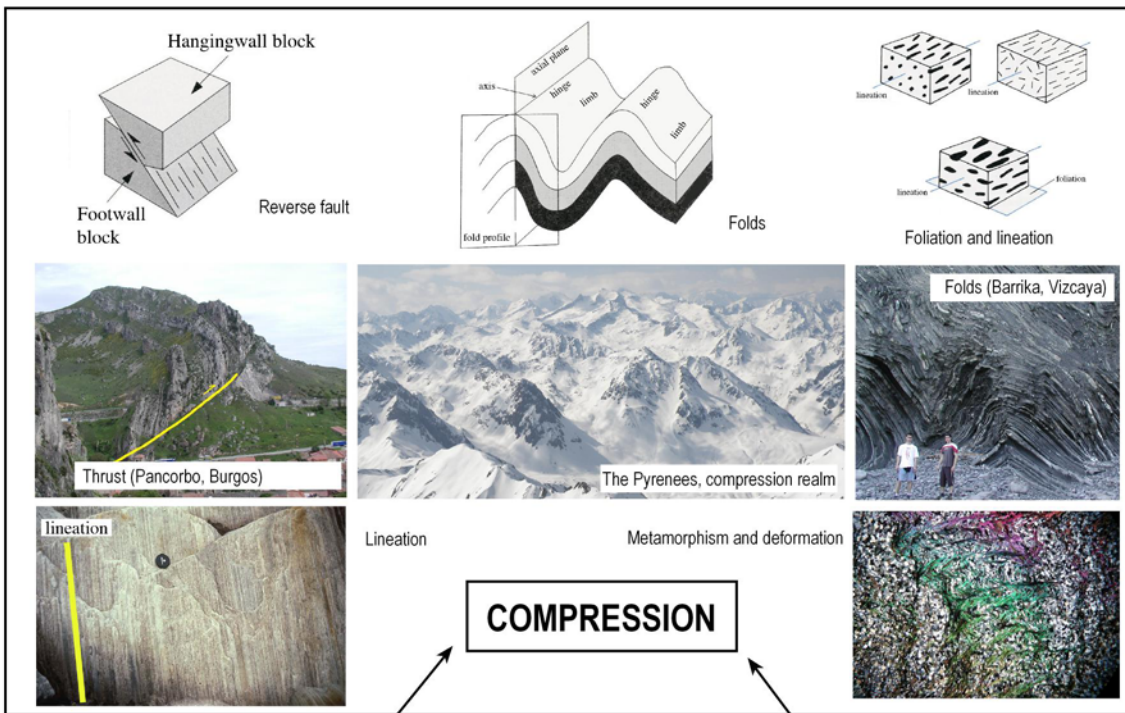 Hangingwall block
Footwall
block
Reverse fault
axial plane
axis
hinge
limb
hinge
limb
fold profile
Folds
lineation
lineation
lineation
foliation
Foliation and lineation
Thrust (Pancorbo, Burgos)
The Pyrenees, compression realm
Folds (Barrika, Vizcaya)
lineation
Lineation
Metamorphism and deformation
COMPRESSION